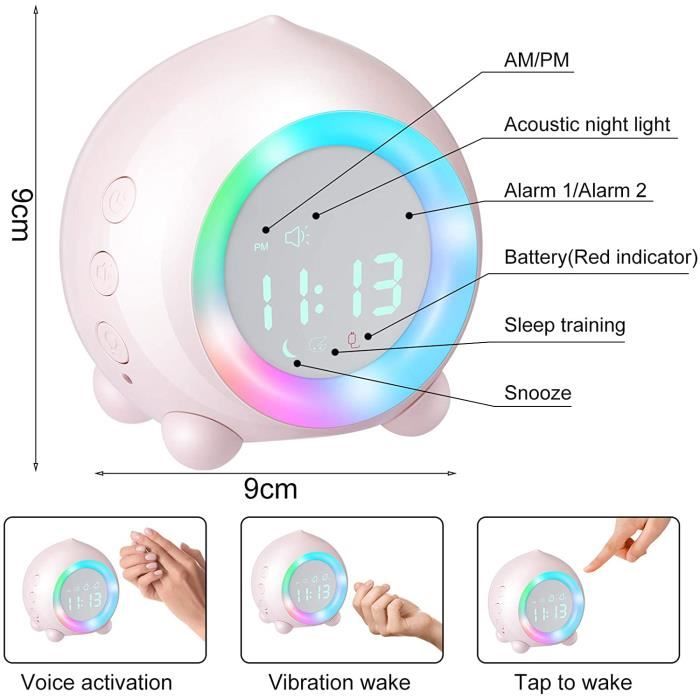 AM/PM
Acoustic night light
Alarm 1/Alarm 2
Battery(Red indicator)
Sleep training
Snooze
PM
11:13
9cm
9cm
11:13
11:13
11:13
Voice activation
Vibration wake
Tap to wake